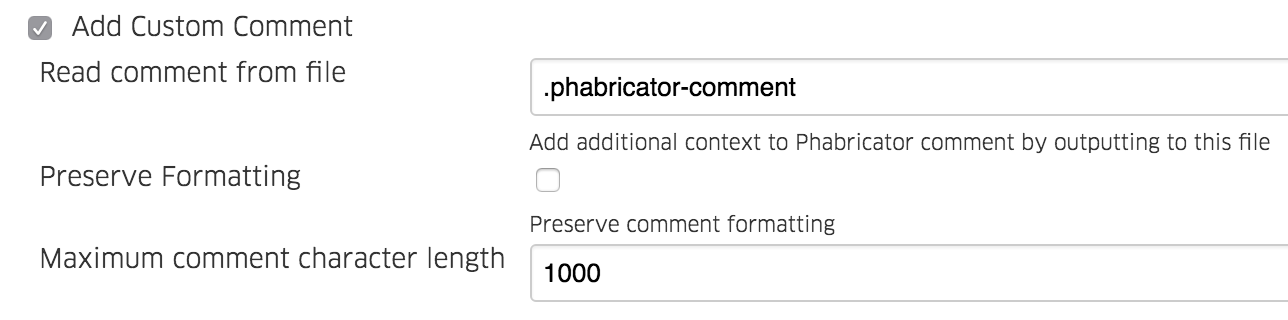 Add Custom Comment
Read comment from file
.phabricator-comment
Add additional context to Phabricator comment by outputting to this file
Preserve Formatting
Preserve comment formatting
Maximum comment character length
1000